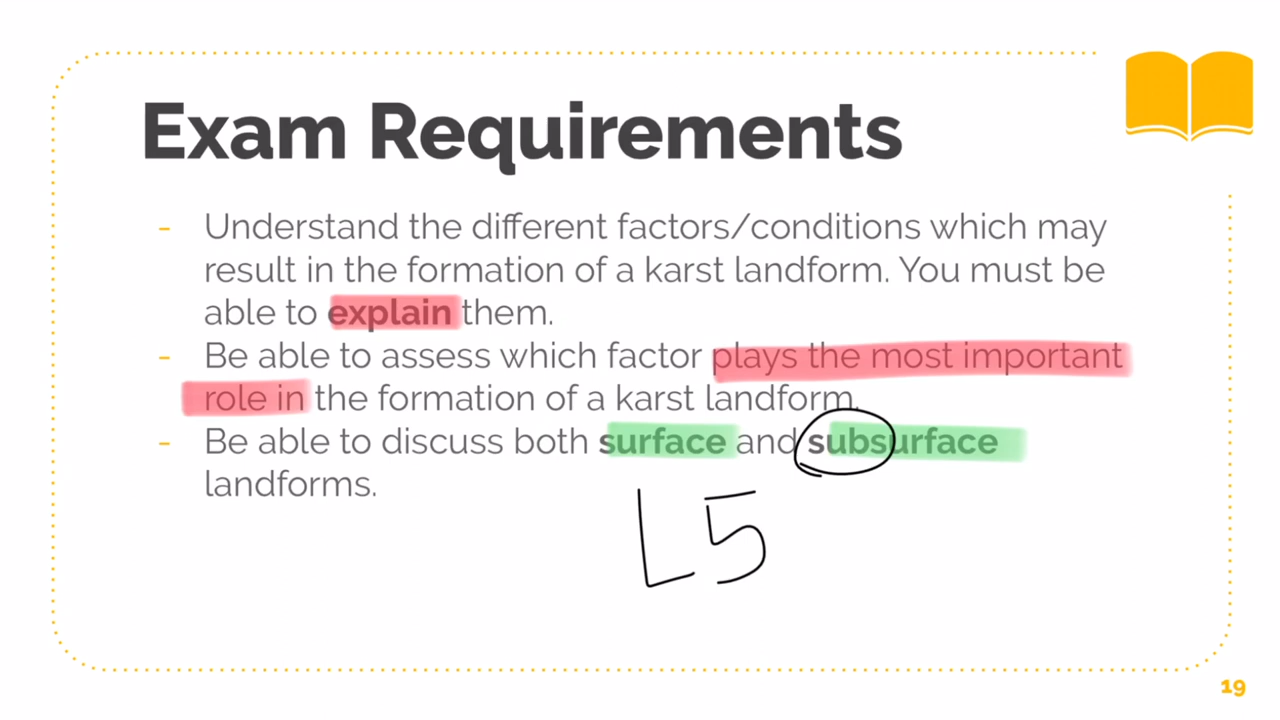 Exam Requirements
- Understand the different factors/conditions which may
result in the formation of a karst landform. You must be
able to explain them.
- Be able to assess which factor plays the most important
role in the formation of a karst landform.
- Be able to discuss both surface and subsurface
landforms.
L5
19